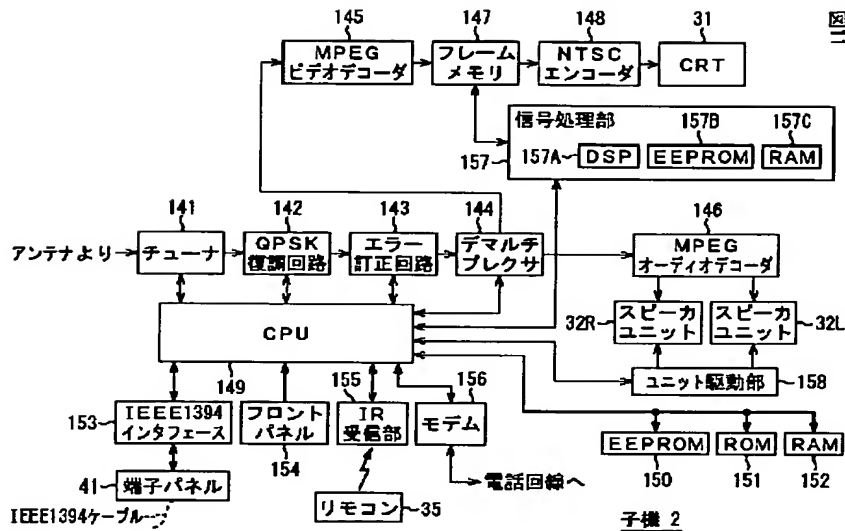 145
147
148
31
図
MPEG
ビデオデコーダ
フレーム
メモリ
NTSC
エンコーダ
CRT
信号処理部
157B
157C
157
157A
DSP
EEPROM
RAM
141
142
143
144
146
アンテナより
チューナ
QPSK
復調回路
エラー
訂正回路
デマルチ
プレクサ
MPEG
オーディオデコーダ
CPU
32R
スピーカ
ユニット
スピーカ
ユニット
32L
149
155
156
ユニット駆動部
158
153
IEEE1394
インタフェース
フロント
パネル
154
IR
受信部
モデム
EEPROM
ROM
RAM
150
151
152
41
端子パネル
電話回線へ
IEEE1394ケーブル
リモコン
35
子機 2